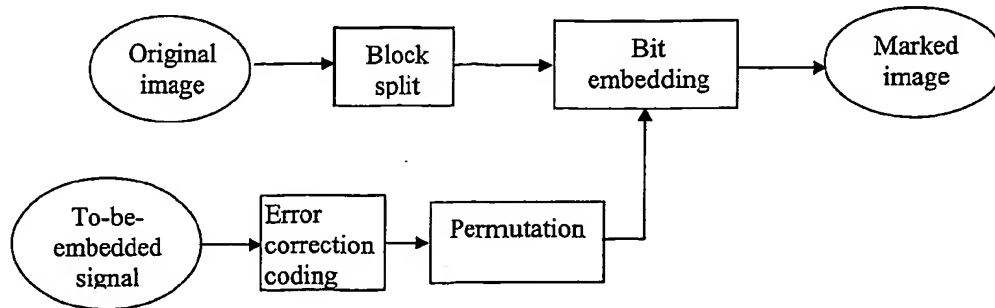 Original
image
Block
split
Bit
embedding
Marked
image
To-be-
embedded
signal
Error
correction
coding
Permutation